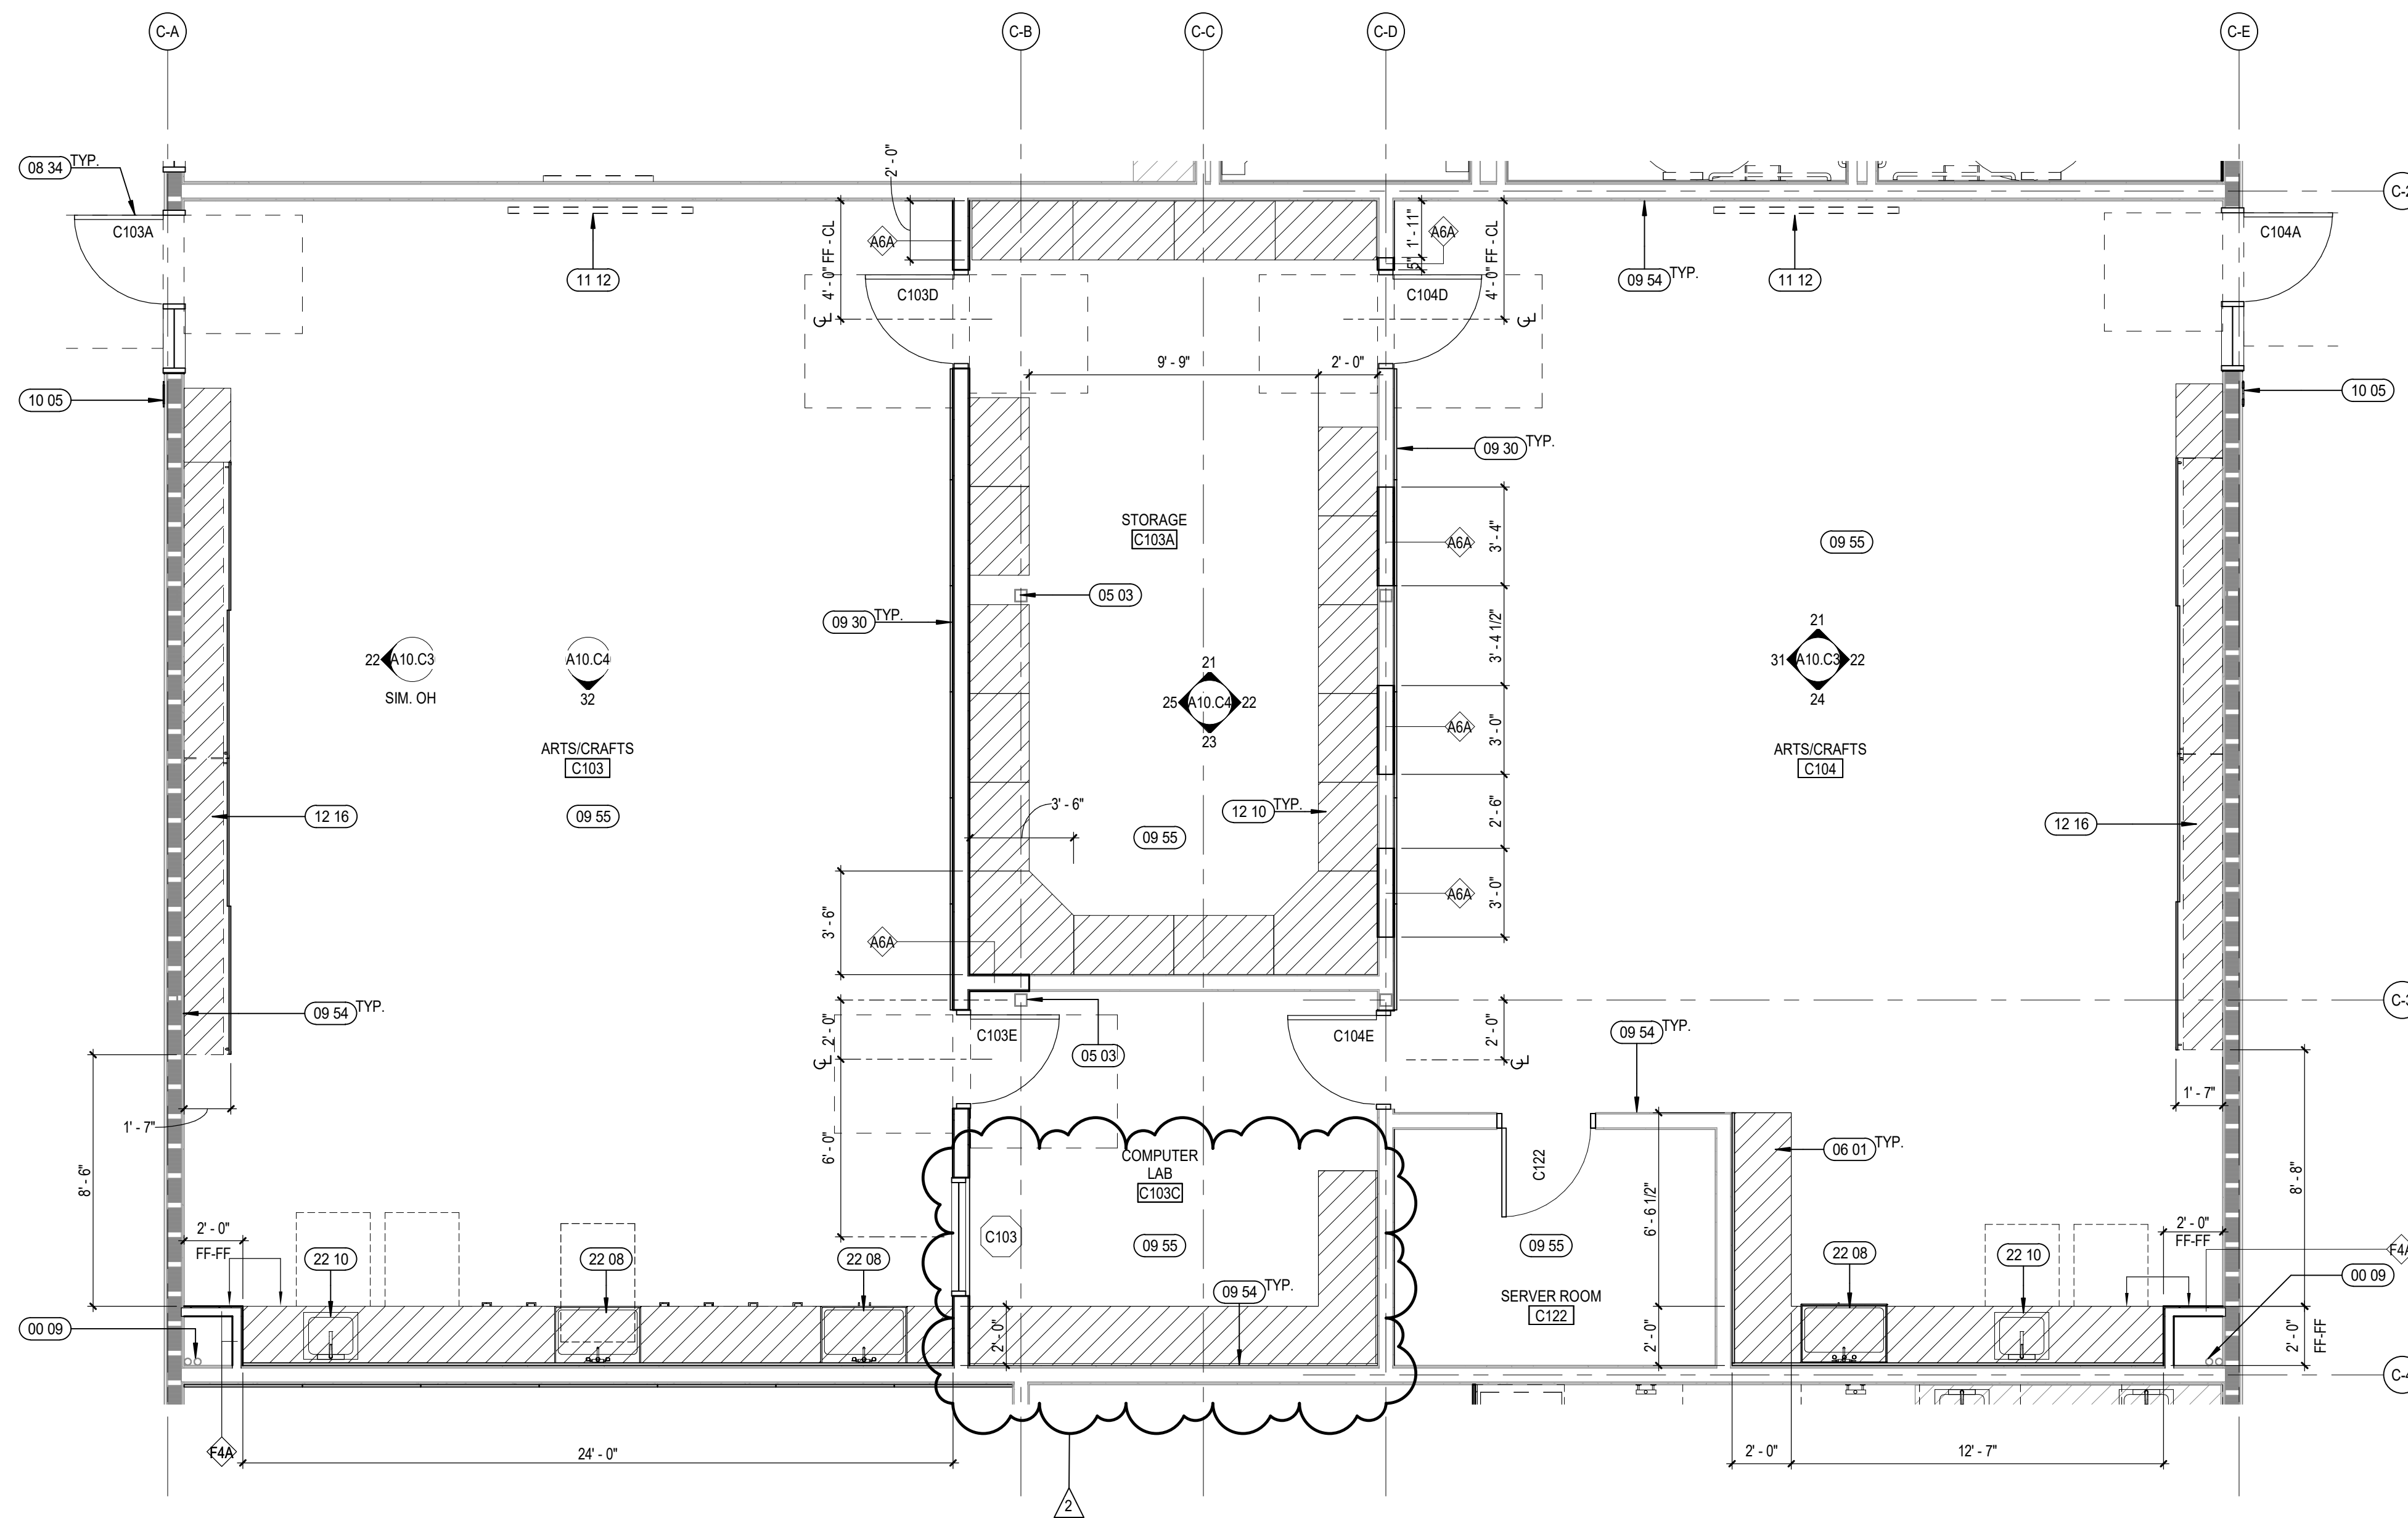 C-A
C-B
C-C
C-D
C-E
08 34 TYP.
C103A
2' - 0"
A6A
4' - 0" FF - CL
C103D
11 12
1' - 11"
5"
A6A
4' - 0" FF - CL
C104D
09 54 TYP.
11 12
C104A
10 05
9' - 9"
2' - 0"
10 05
09 30 TYP.
STORAGE
C103A
A6A
3' - 4"
09 55
05 03
09 30 TYP.
3' - 4 1/2"
22 A10.C3
SIM. OH
A10.C4
32
21
25 A10.C4 22
23
21
31 A10.C3 22
24
A6A
3' - 0"
ARTS/CRAFTS
C103
ARTS/CRAFTS
C104
12 16
09 55
3' - 6"
12 10 TYP.
09 55
2' - 6"
12 16
3' - 6"
A6A
A6A
3' - 0"
09 54 TYP.
2' - 0"
C103E
05 03
C104E
2' - 0"
09 54 TYP.
C-3
1' - 7"
8' - 6"
6' - 0"
COMPUTER
LAB
C103C
C122
06 01 TYP.
1' - 7"
8' - 8"
2' - 0"
FF-FF
22 10
22 08
22 08
C103
09 55
09 55
6' - 6 1/2"
22 08
22 10
2' - 0"
FF-FF
00 09
00 09
2' - 0"
09 54 TYP.
SERVER ROOM
C122
2' - 0"
2' - 0"
FF-FF
F4A
24' - 0"
2' - 0"
12' - 7"
2